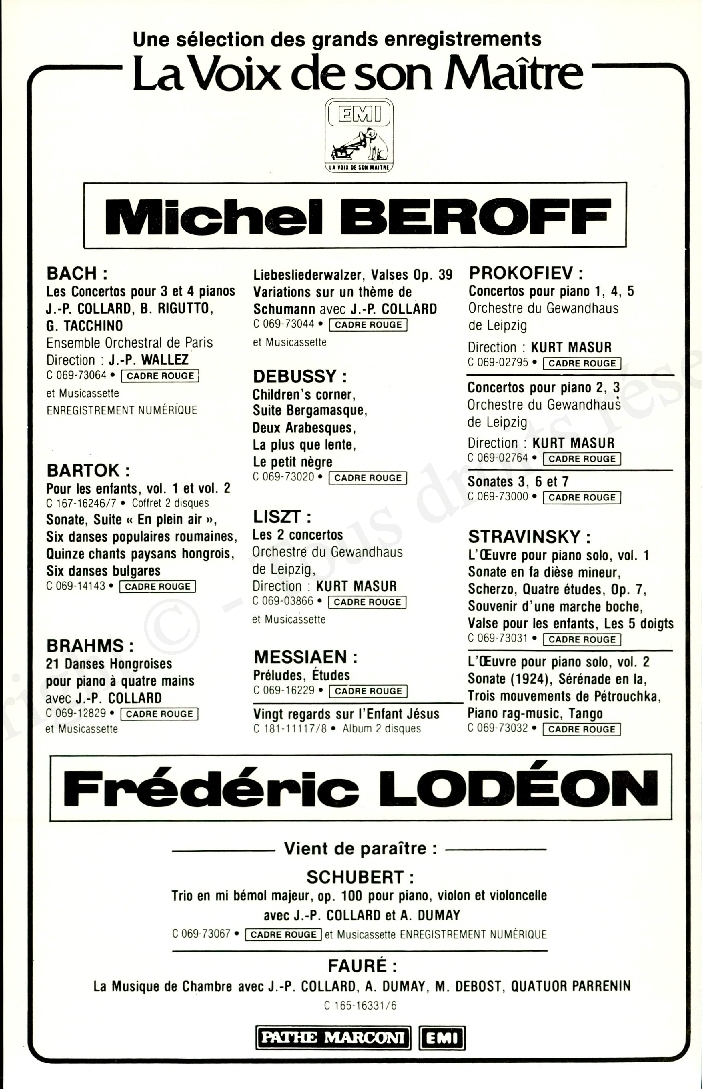 Une sélection des grands enregistrements
La Voix de son Maître
EMI
LA VOIX DE SON MAITRE
Michel BEROFF
BACH :
Les Concertos pour 3 et 4 pianos
J.-P. COLLARD, B. RIGUTTO,
G. TACCHINO
Ensemble Orchestral de Paris
Direction : J.-P. WALLEZ
C 069-73064 • CADRE ROUGE
et Musicassette
ENREGISTREMENT NUMÉRIQUE
BARTOK :
Pour les enfants, vol. 1 et vol. 2
C 167-16246/7 • Coffret 2 disques
Sonate, Suite « En plein air »,
Six danses populaires roumaines,
Quinze chants paysans hongrois,
Six danses bulgares
C 069-14143 • CADRE ROUGE
BRAHMS :
21 Danses Hongroises
pour piano à quatre mains
avec J.-P. COLLARD
C 069-12829 • CADRE ROUGE
et Musicassette
Liebesliederwalzer, Valses Op. 39
Variations sur un thème de
Schumann avec J.-P. COLLARD
C 069-73044 • CADRE ROUGE
et Musicassette
DEBUSSY :
Children's corner,
Suite Bergamasque,
Deux Arabesques,
La plus que lente,
Le petit nègre
C 069-73020 • CADRE ROUGE
LISZT :
Les 2 concertos
Orchestre du Gewandhaus
de Leipzig,
Direction : KURT MASUR
C 069-03866 • CADRE ROUGE
et Musicassette
MESSIAEN :
Préludes, Études
C 069-16229 • CADRE ROUGE
Vingt regards sur l'Enfant Jésus
C 181-11117/8 • Album 2 disques
PROKOFIEV :
Concertos pour piano 1, 4, 5
Orchestre du Gewandhaus
de Leipzig
Direction : KURT MASUR
C 069-02795 • CADRE ROUGE
Concertos pour piano 2, 3
Orchestre du Gewandhaus
de Leipzig
Direction : KURT MASUR
C 069-02764 • CADRE ROUGE
Sonates 3, 6 et 7
C 069-73000 • CADRE ROUGE
STRAVINSKY :
L'Œuvre pour piano solo, vol. 1
Sonate en fa dièse mineur,
Scherzo, Quatre études, Op. 7,
Souvenir d'une marche boche,
Valse pour les enfants, Les 5 doigts
C 069-73031 • CADRE ROUGE
L'Œuvre pour piano solo, vol. 2
Sonate (1924), Sérénade en la,
Trois mouvements de Pétrouchka,
Piano rag-music, Tango
C 069-73032 • CADRE ROUGE
Frédéric LODÉON
Vient de paraître :
SCHUBERT :
Trio en mi bémol majeur, op. 100 pour piano, violon et violoncelle
avec J.-P. COLLARD et A. DUMAY
C 069-73067 • CADRE ROUGE et Musicassette ENREGISTREMENT NUMÉRIQUE
FAURÉ :
La Musique de Chambre avec J.-P. COLLARD, A. DUMAY, M. DEBOST, QUATUOR PARRENIN
C 165-16331/6
PATHE MARCONI EMI